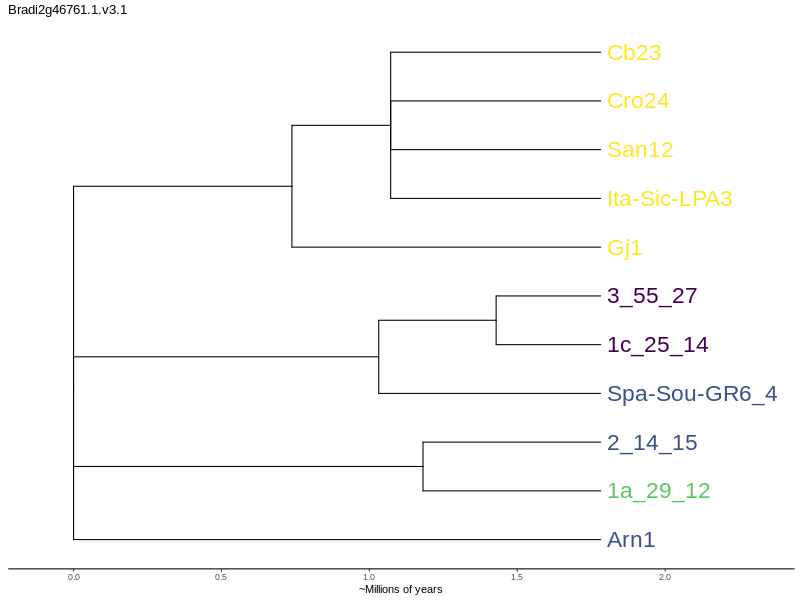 Bradi2g46761.1.v3.1
Cb23
Cro24
San12
Ita-Sic-LPA3
Gj1
3_55_27
1c_25_14
Spa-Sou-GR6_4
2_14_15
1a_29_12
Arn1
0.0 0.5 1.0 1.5 2.0
~Millions of years